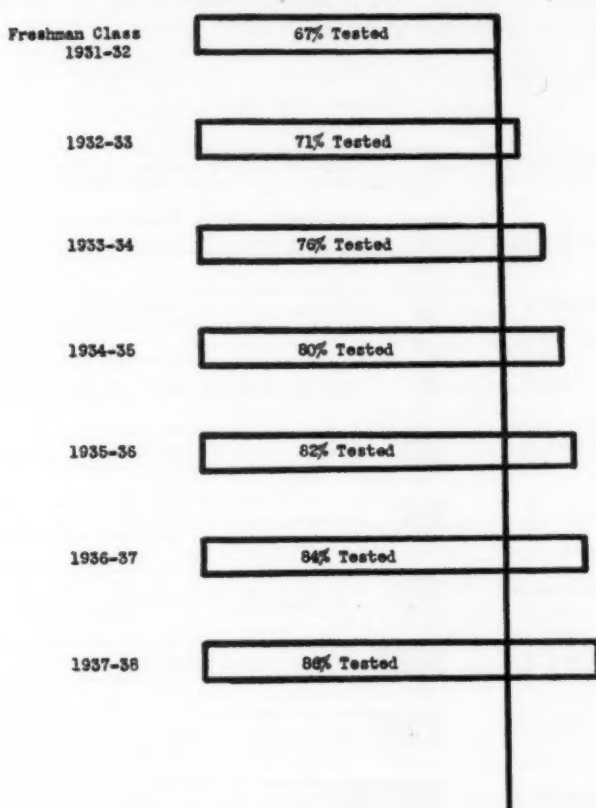 Freshman Class 67% Tested
1931-32
1932-33 71% Tested
1933-34 76% Tested
1934-35 80% Tested
1935-36 82% Tested
1936-37 84% Tested
1937-38 86% Tested